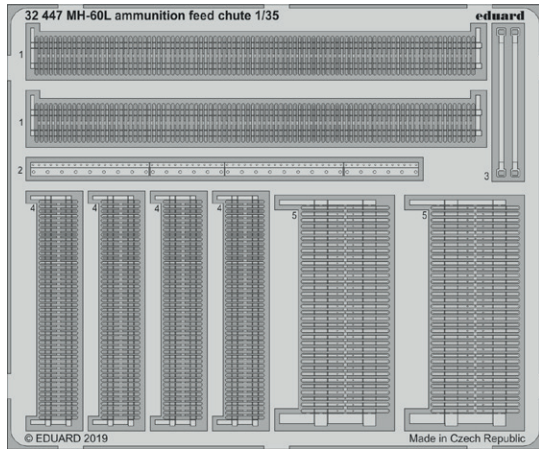 32 447 MH-60L ammunition feed chute 1/35 eduard
1
1
2
3
4 4 4 4 5 5
© EDUARD 2019 Made in Czech Republic